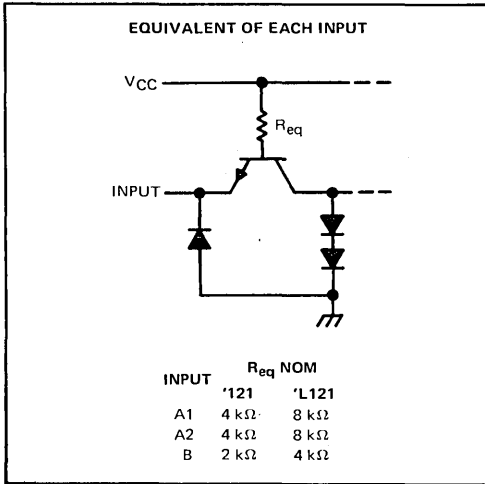 EQUIVALENT OF EACH INPUT
VCC
Req
INPUT
Req NOM
INPUT '121 'L121
A1 4 kΩ 8 kΩ
A2 4 kΩ 8 kΩ
B 2 kΩ 4 kΩ